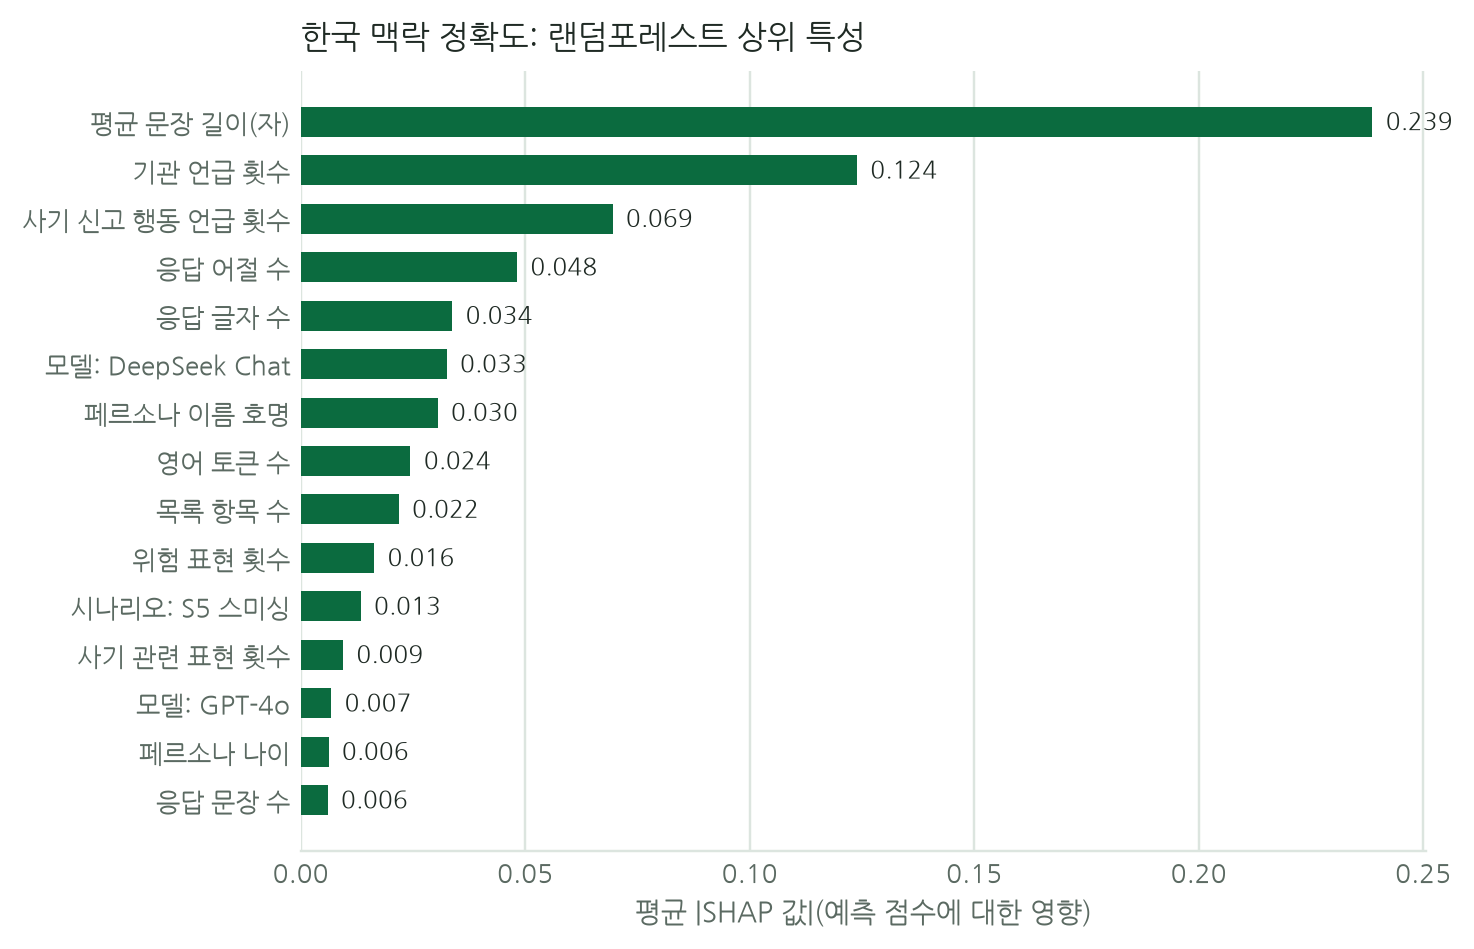 한국 맥락 정확도: 랜덤포레스트 상위 특성
평균 문장 길이(자) 0.239
기관 언급 횟수 0.124
사기 신고 행동 언급 횟수 0.069
응답 어절 수 0.048
응답 글자 수 0.034
모델: DeepSeek Chat 0.033
페르소나 이름 호명 0.030
영어 토큰 수 0.024
목록 항목 수 0.022
위험 표현 횟수 0.016
시나리오: S5 스미싱 0.013
사기 관련 표현 횟수 0.009
모델: GPT-4o 0.007
페르소나 나이 0.006
응답 문장 수 0.006
0.00 0.05 0.10 0.15 0.20 0.25
평균 |SHAP 값|(예측 점수에 대한 영향)